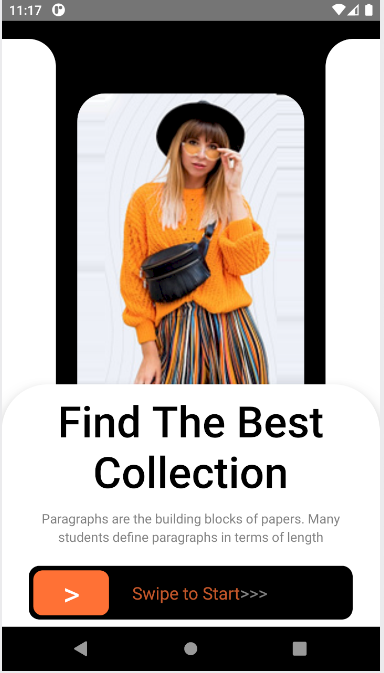 11:17
Find The Best
Collection
Paragraphs are the building blocks of papers. Many
students define paragraphs in terms of length
> Swipe to Start>>>